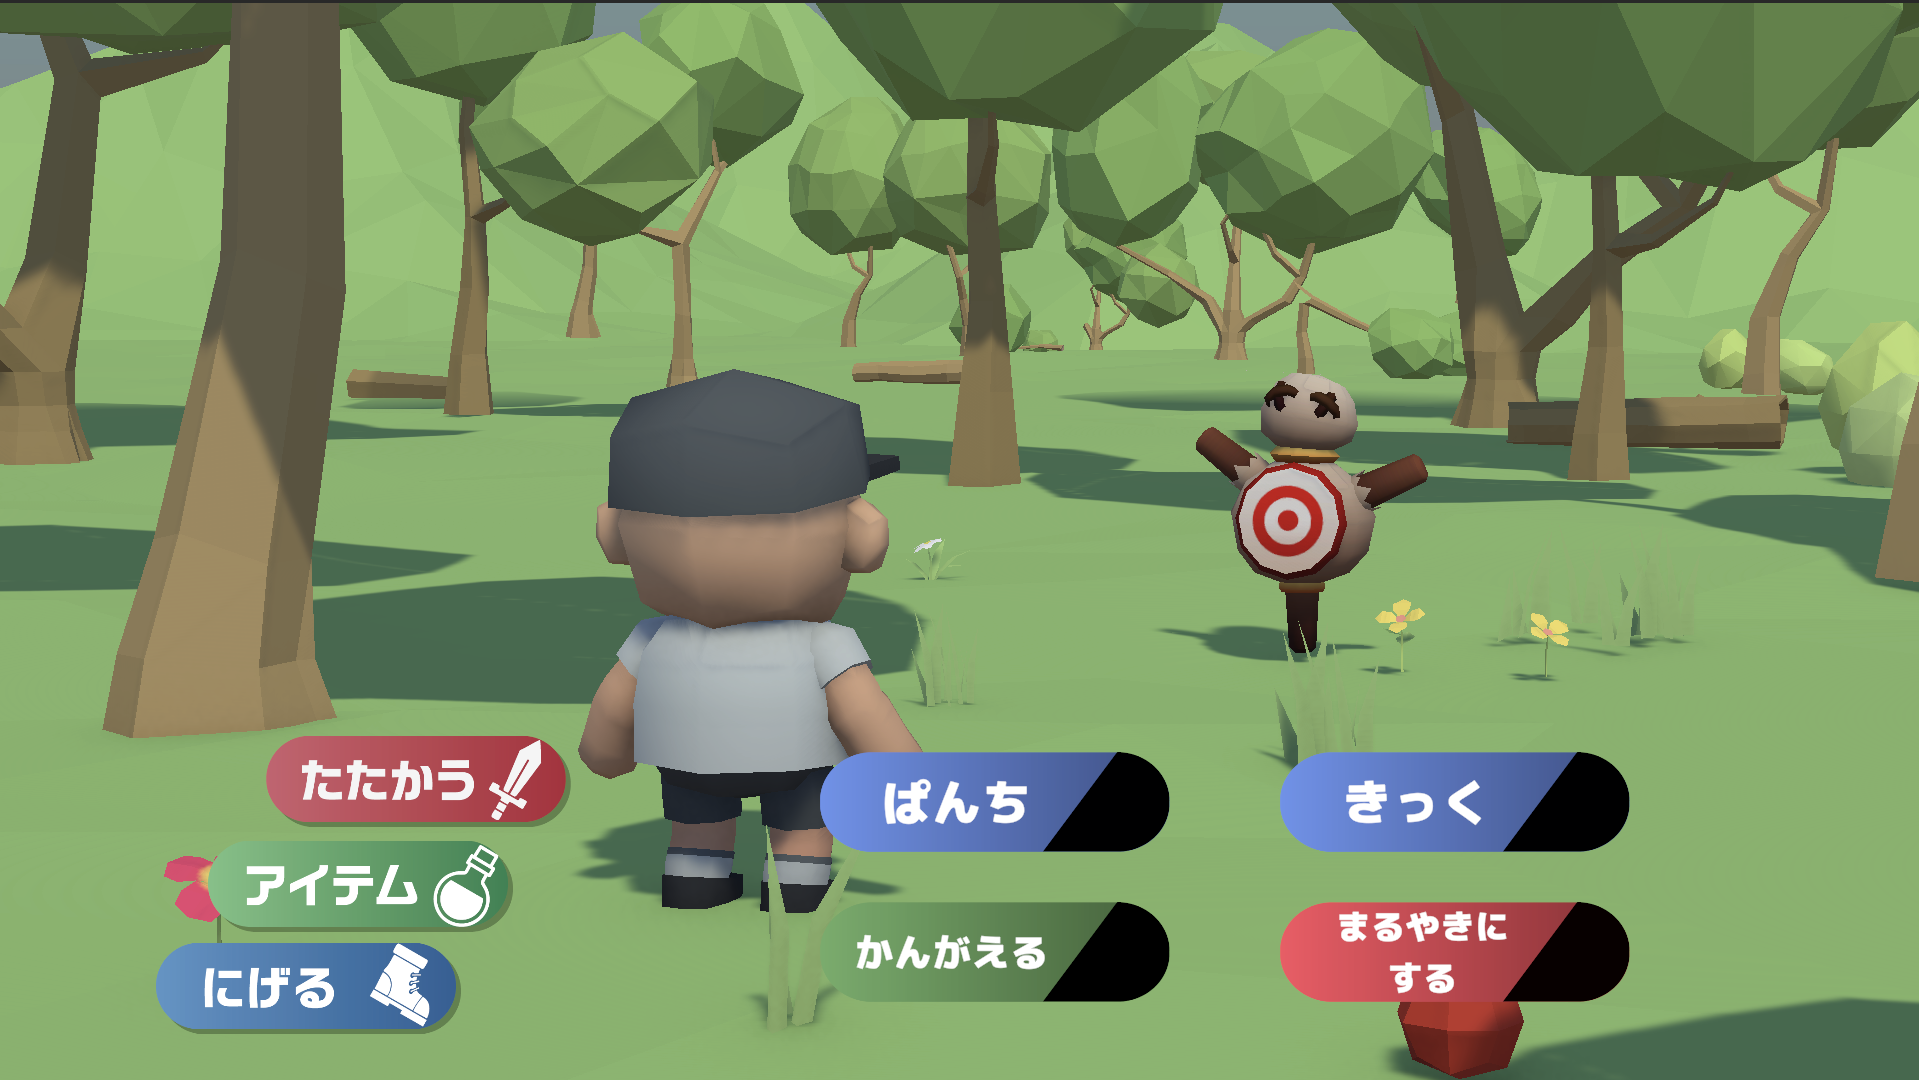 たたかう
アイテム
にげる
ぱんち
きっく
かんがえる
まるやきに
する